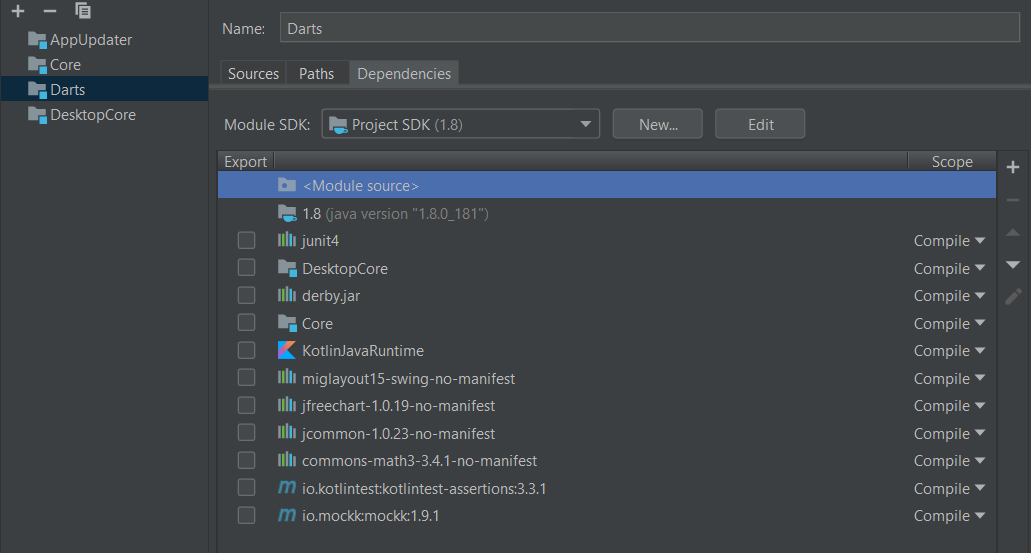 AppUpdater
Core
Darts
DesktopCore
Name: Darts
Sources Paths Dependencies
Module SDK: Project SDK (1.8) New... Edit
Export Scope
<Module source>
1.8 (java version "1.8.0_181")
junit4 Compile
DesktopCore Compile
derby.jar Compile
Core Compile
KotlinJavaRuntime Compile
miglayout15-swing-no-manifest Compile
jfreechart-1.0.19-no-manifest Compile
jcommon-1.0.23-no-manifest Compile
commons-math3-3.4.1-no-manifest Compile
io.kotlintest:kotlintest-assertions:3.3.1 Compile
io.mockk:mockk:1.9.1 Compile